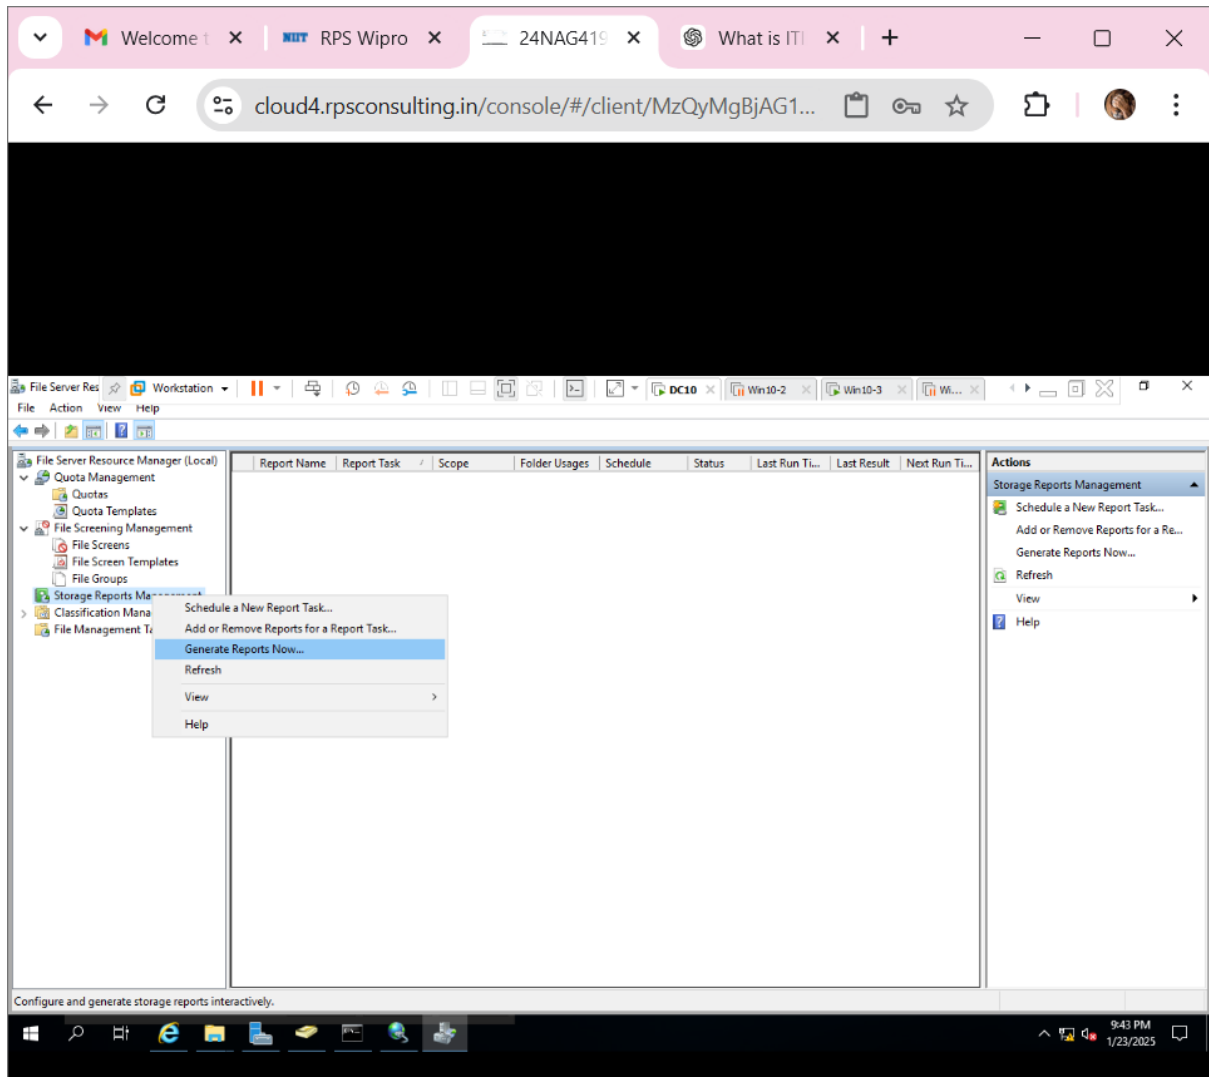 Welcome t
NIIT RPS Wipro
24NAG419
What is ITI
cloud4.rpsconsulting.in/console/#/client/MzQyMgBjAG1...
File Server Res
Workstation
DC10
Win10-2
Win10-3
Wi...
File Action View Help
File Server Resource Manager (Local)
Quota Management
Quotas
Quota Templates
File Screening Management
File Screens
File Screen Templates
File Groups
Storage Reports Management
Classification Mana
File Management Ta
Schedule a New Report Task...
Add or Remove Reports for a Report Task...
Generate Reports Now...
Refresh
View
Help
Report Name Report Task Scope Folder Usages Schedule Status Last Run Ti... Last Result Next Run Ti...
Actions
Storage Reports Management
Schedule a New Report Task...
Add or Remove Reports for a Re...
Generate Reports Now...
Refresh
View
Help
Configure and generate storage reports interactively.
9:43 PM
1/23/2025